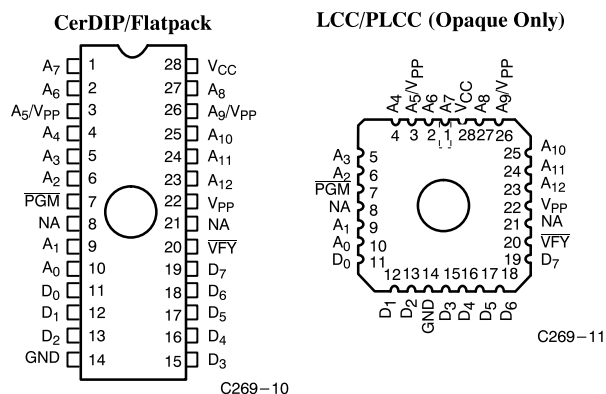 CerDIP/Flatpack
A7 1 28 VCC
A6 2 27 A8
A5/VPP 3 26 A9/VPP
A4 4 25 A10
A3 5 24 A11
A2 6 23 A12
PGM 7 22 VPP
NA 8 21 NA
A1 9 20 VFY
A0 10 19 D7
D0 11 18 D6
D1 12 17 D5
D2 13 16 D4
GND 14 15 D3
C269–10
LCC/PLCC (Opaque Only)
A4 A5/VPP A6 A7 VCC A8 A9/VPP
4 3 2 1 28 27 26
A3 5 25 A10
A2 6 24 A11
PGM 7 23 A12
NA 8 22 VPP
A1 9 21 NA
A0 10 20 VFY
D0 11 19 D7
12 13 14 15 16 17 18
D1 D2 GND D3 D4 D5 D6
C269–11